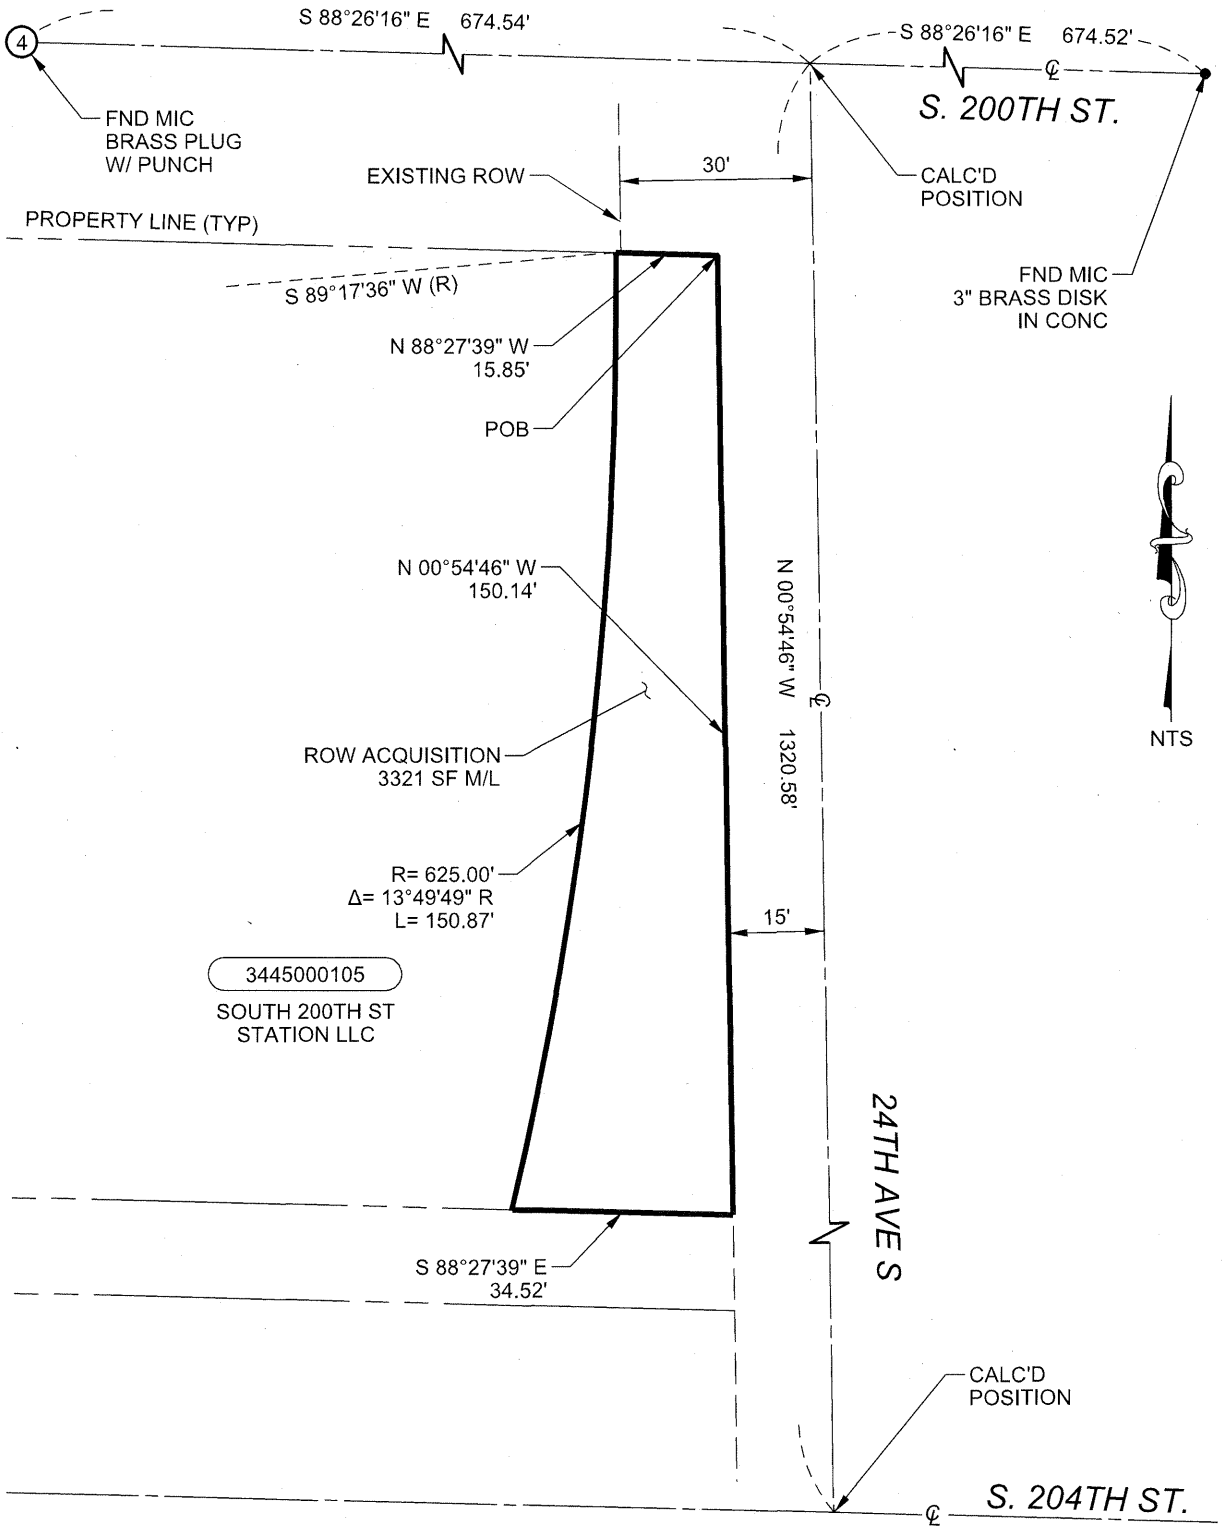 S 88°26'16" E 674.54'
S 88°26'16" E 674.52'
4
℄
S. 200TH ST.
FND MIC
BRASS PLUG
W/ PUNCH
EXISTING ROW
30'
CALC'D
POSITION
PROPERTY LINE (TYP)
S 89°17'36" W (R)
FND MIC
3" BRASS DISK
IN CONC
N 88°27'39" W
15.85'
POB
N 00°54'46" W
150.14'
N 00°54'46" W 1320.58'
℄
NTS
ROW ACQUISITION
3321 SF M/L
R= 625.00'
Δ= 13°49'49" R
L= 150.87'
15'
3445000105
SOUTH 200TH ST
STATION LLC
24TH AVE S
S 88°27'39" E
34.52'
CALC'D
POSITION
℄
S. 204TH ST.